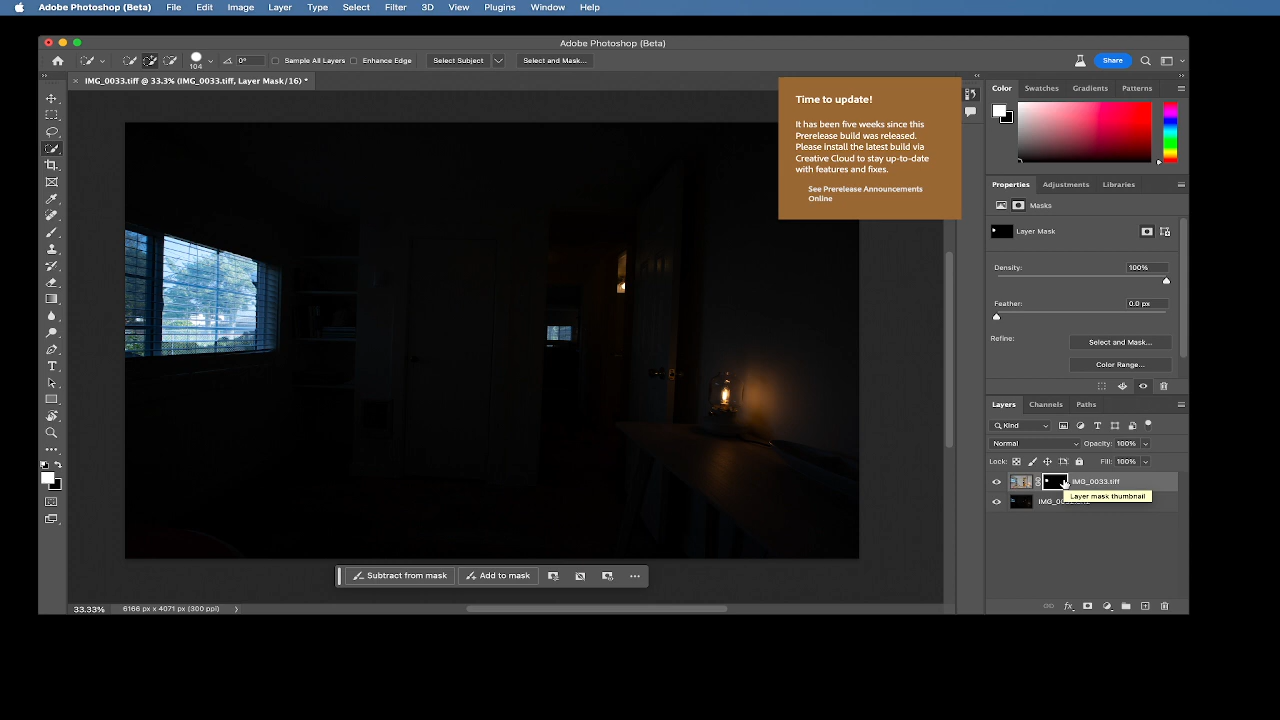 Adobe Photoshop (Beta) File Edit Image Layer Type Select Filter 3D View Plugins Window Help
Adobe Photoshop (Beta)
104 0° Sample All Layers Enhance Edge Select Subject Select and Mask... Share
IMG_0033.tiff @ 33.3% (IMG_0033.tiff, Layer Mask/16) *
Time to update!
It has been five weeks since this
Prerelease build was released.
Please install the latest build via
Creative Cloud to stay up-to-date
with features and fixes.
See Prerelease Announcements
Online
Color Swatches Gradients Patterns
Properties Adjustments Libraries
Masks
Layer Mask
Density: 100%
Feather: 0.0 px
Refine: Select and Mask...
Color Range...
Layers Channels Paths
Kind
Normal Opacity: 100%
Lock: Fill: 100%
IMG_0033.tiff
Layer mask thumbnail
Subtract from mask Add to mask
33.33% 6166 px x 4071 px (300 ppi)